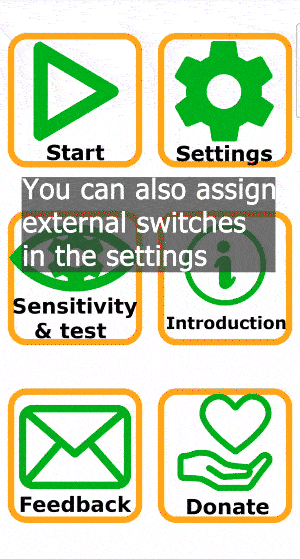 Start
Settings
You can also assign
external switches
in the settings
Sensitivity
& test
Introduction
Feedback
Donate